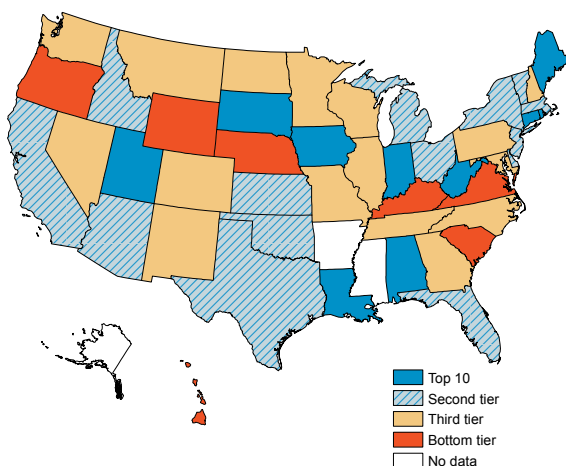 Top 10
Second tier
Third tier
Bottom tier
No data